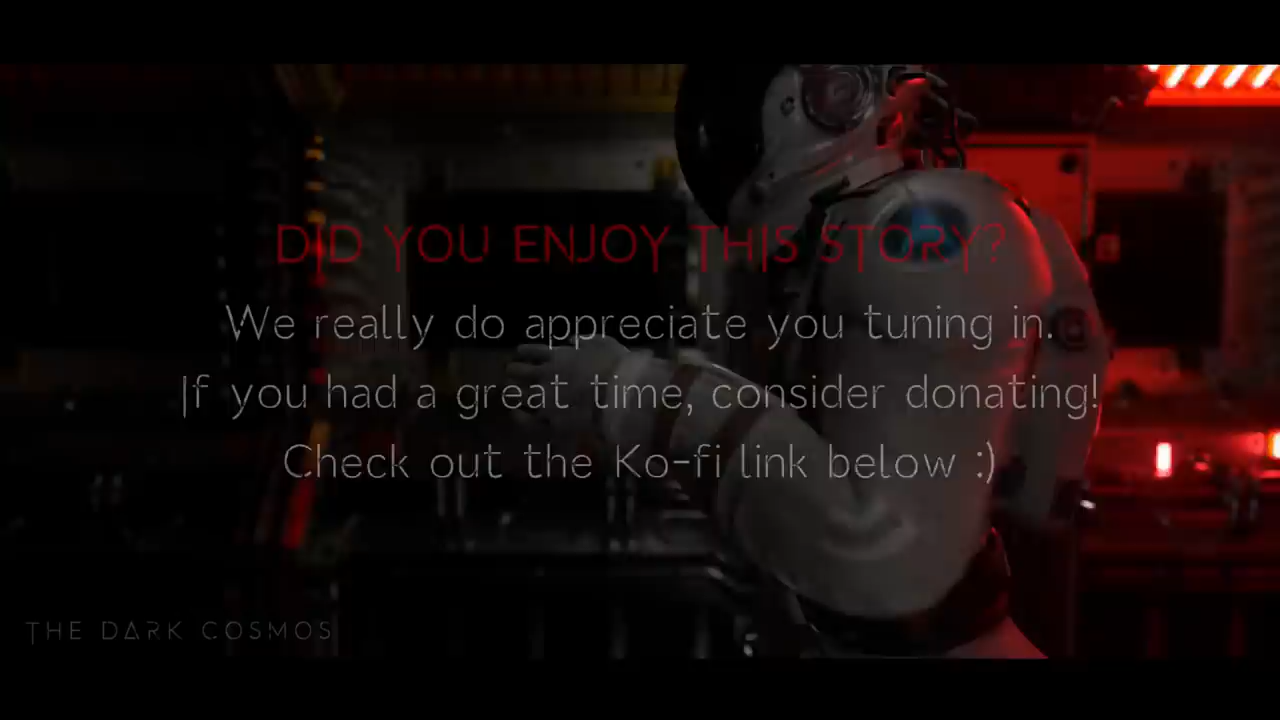 DID YOU ENJOY THIS STORY?
We really do appreciate you tuning in.
If you had a great time, consider donating!
Check out the Ko-fi link below :)
THE DARK COSMOS